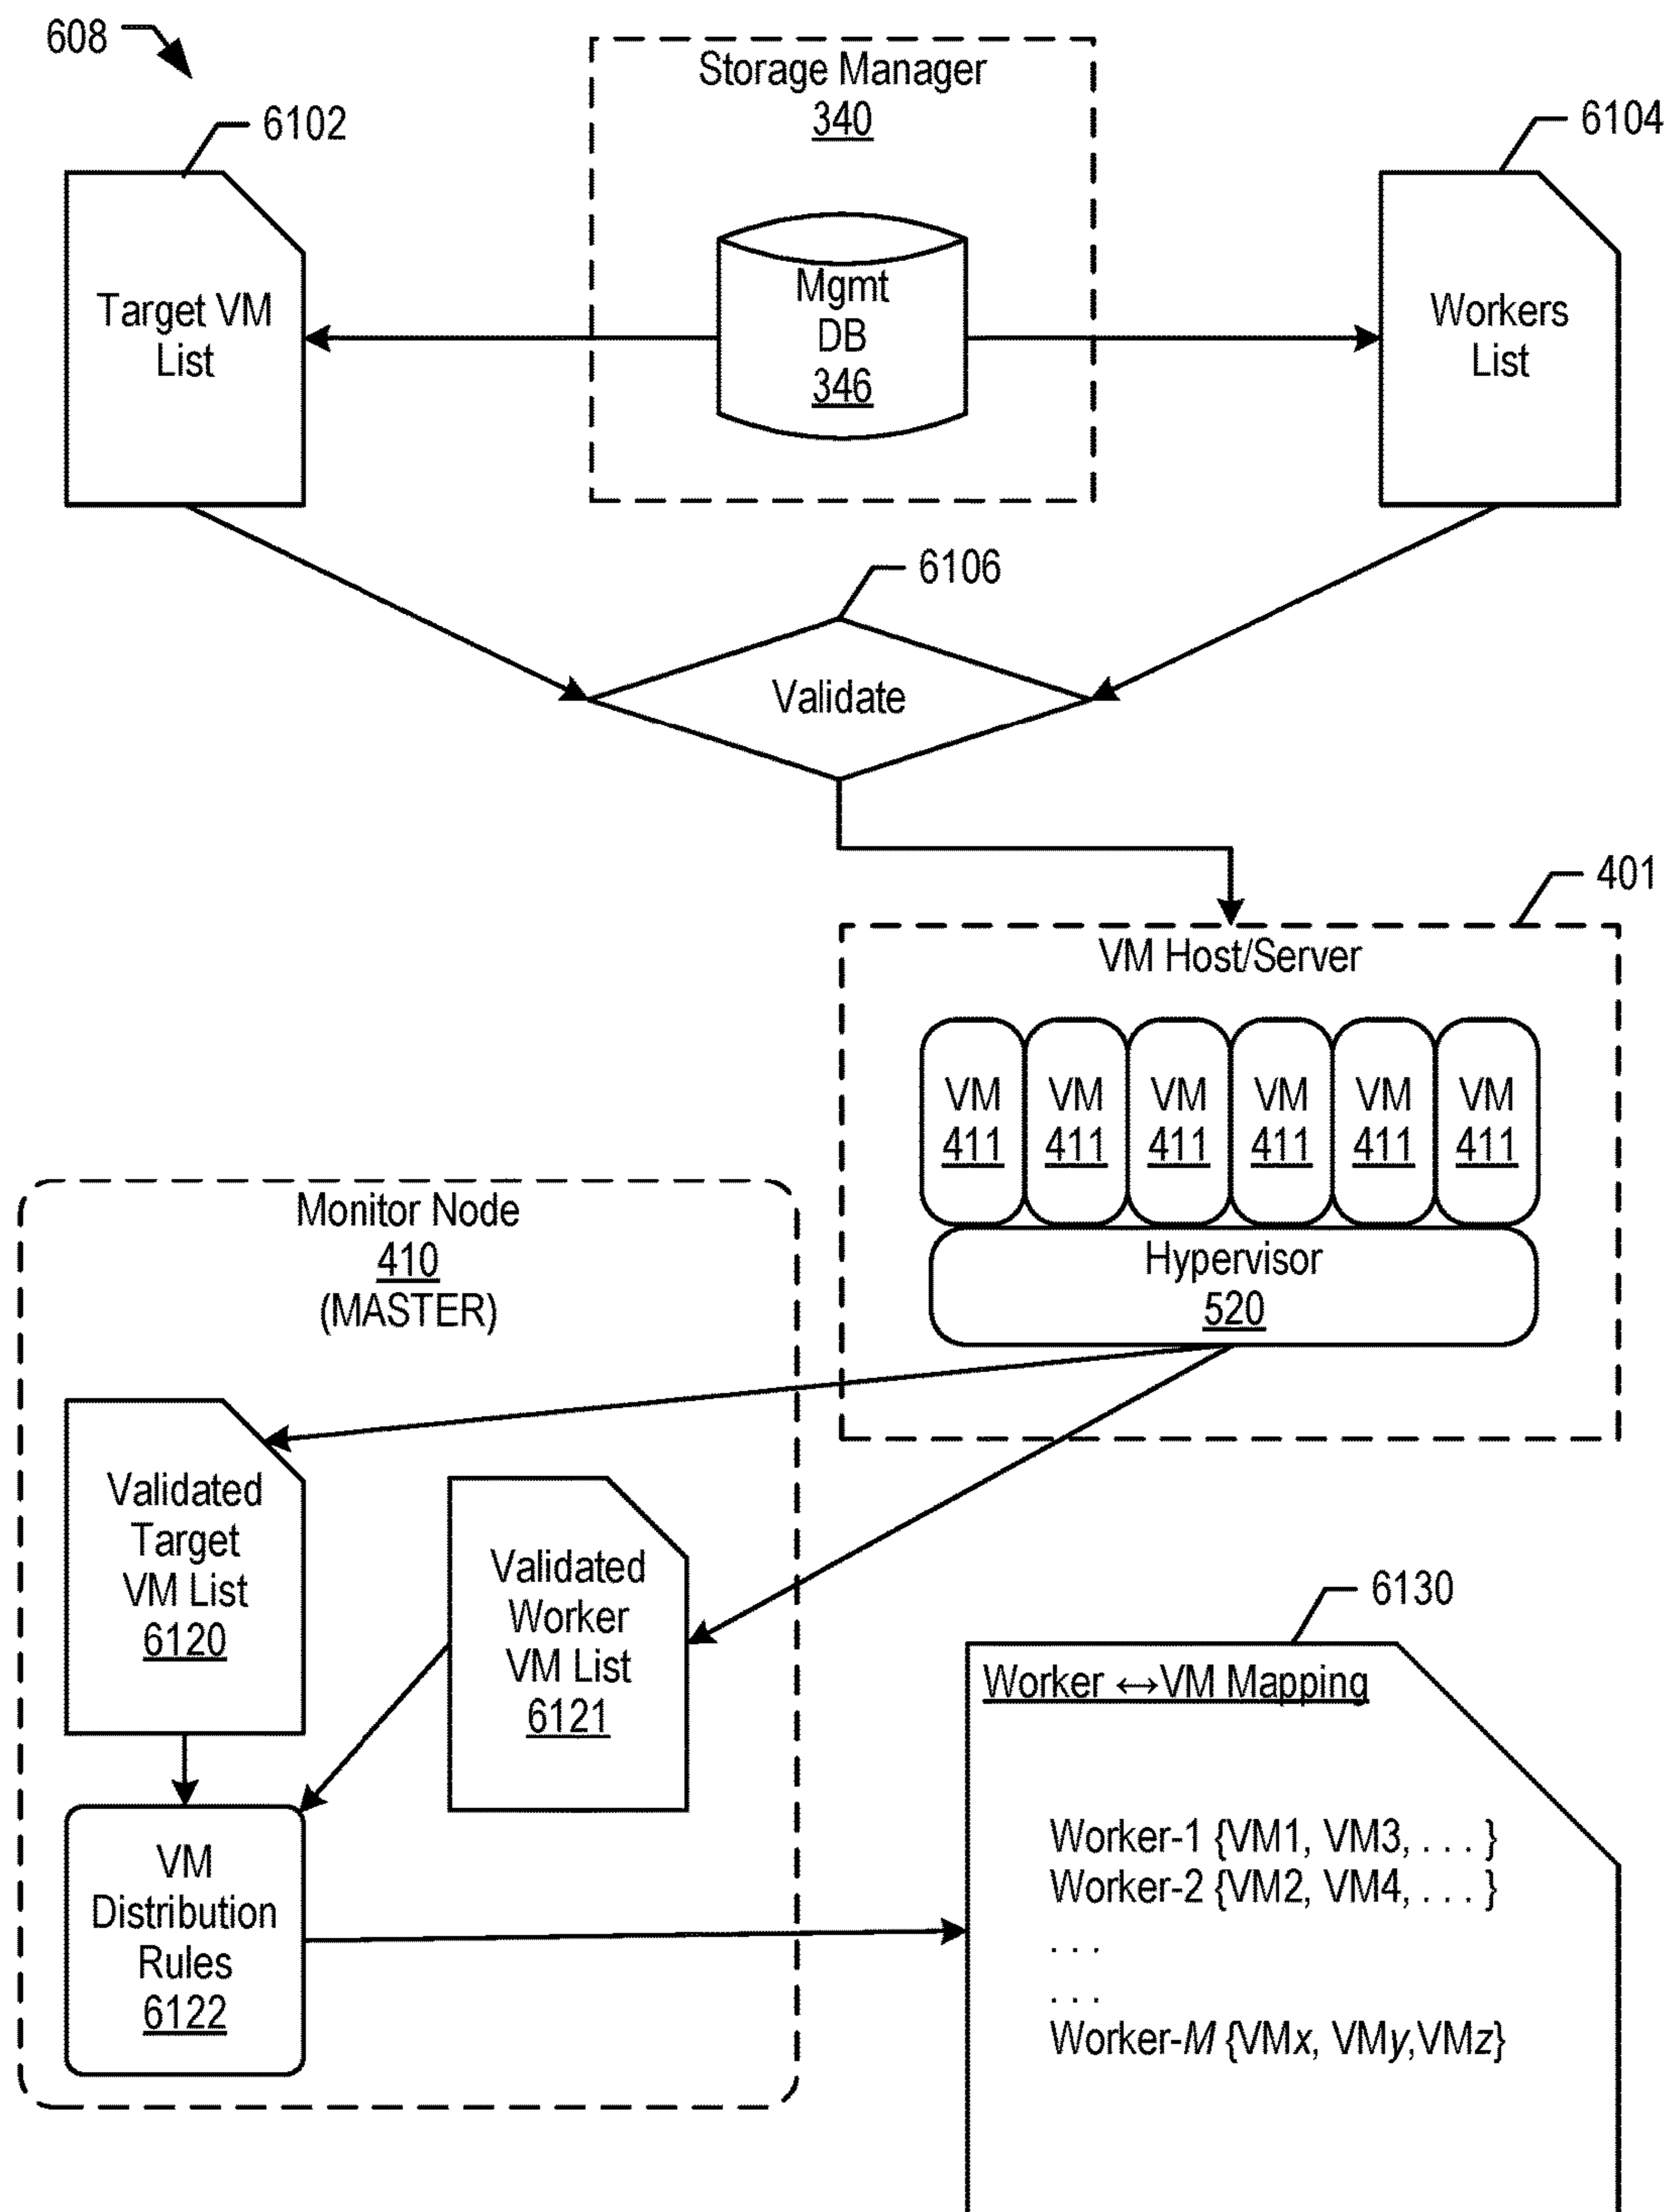 608
Storage Manager
340
6102
6104
Target VM
List
Mgmt
DB
346
Workers
List
6106
Validate
401
VM Host/Server
VM VM VM VM VM VM
411 411 411 411 411 411
Hypervisor
520
Monitor Node
410
(MASTER)
Validated
Target
VM List
6120
Validated
Worker
VM List
6121
VM
Distribution
Rules
6122
6130
Worker ↔VM Mapping
Worker-1 {VM1, VM3, . . . }
Worker-2 {VM2, VM4, . . . }
. . .
. . .
Worker-M {VMx, VMy,VMz}